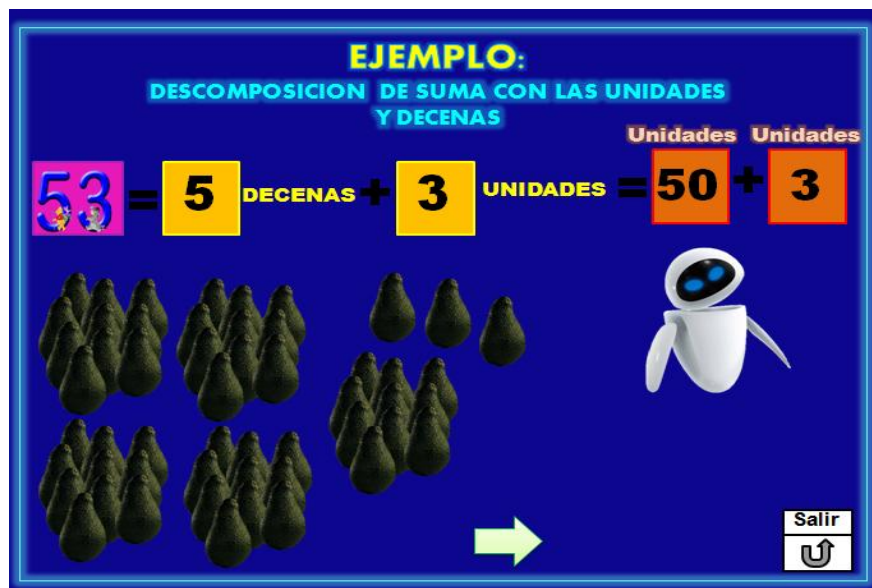 EJEMPLO:
DESCOMPOSICION DE SUMA CON LAS UNIDADES
Y DECENAS
Unidades Unidades
53 = 5 DECENAS + 3 UNIDADES = 50 + 3
Salir